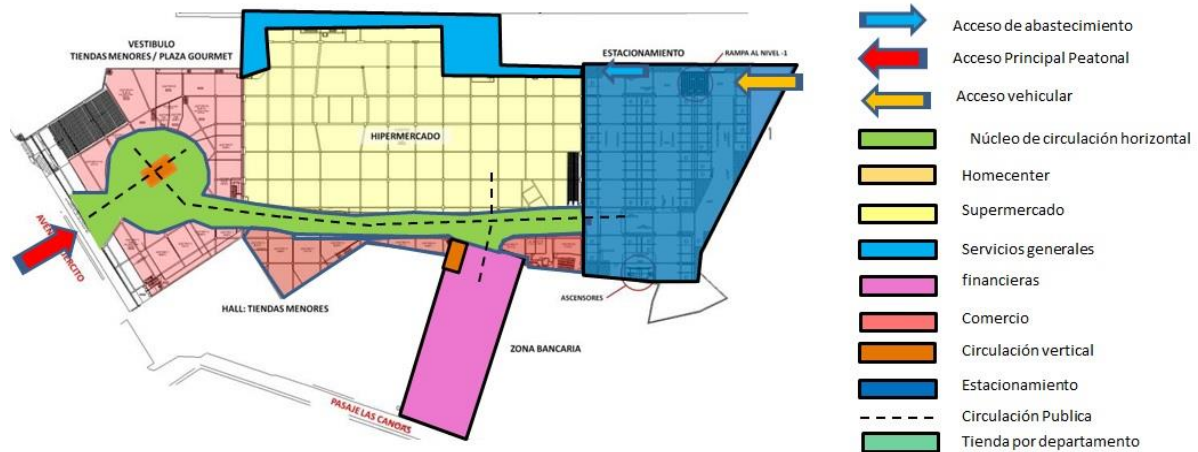 VESTIBULO
TIENDAS MENORES / PLAZA GOURMET
ESTACIONAMIENTO
RAMPA AL NIVEL -1
HIPERMERCADO
HALL: TIENDAS MENORES
ASCENSORES
ZONA BANCARIA
PASAJE LAS CANOAS
Acceso de abastecimiento
Acceso Principal Peatonal
Acceso vehicular
Núcleo de circulación horizontal
Homecenter
Supermercado
Servicios generales
financieras
Comercio
Circulación vertical
Estacionamiento
Circulación Publica
Tienda por departamento